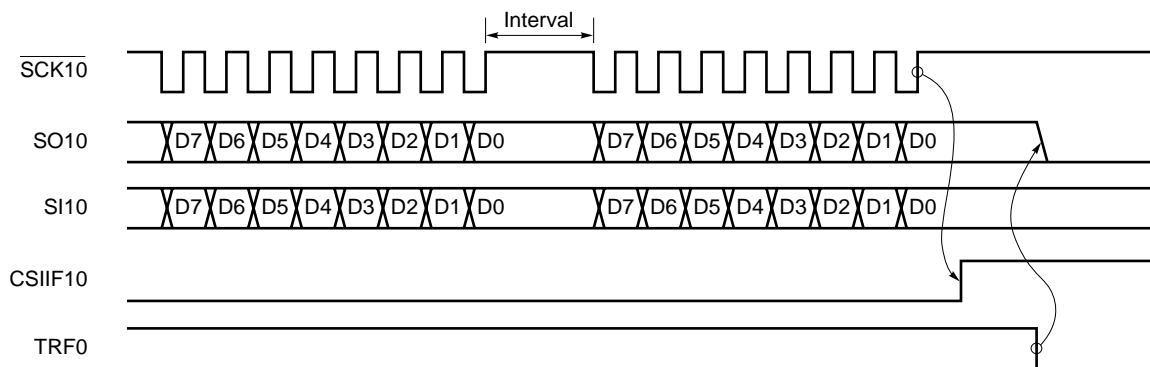 Interval
SCK10
SO10 D7 D6 D5 D4 D3 D2 D1 D0 D7 D6 D5 D4 D3 D2 D1 D0
SI10 D7 D6 D5 D4 D3 D2 D1 D0 D7 D6 D5 D4 D3 D2 D1 D0
CSIIF10
TRF0